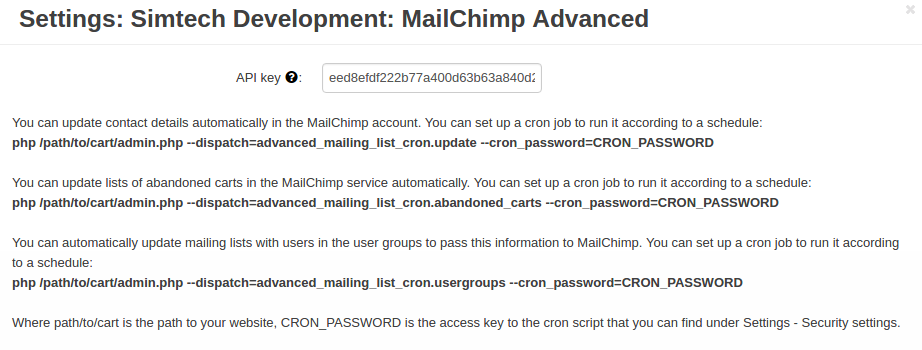 Settings: Simtech Development: MailChimp Advanced
API key ?:
eed8efdf222b77a400d63b63a840d2
You can update contact details automatically in the MailChimp account. You can set up a cron job to run it according to a schedule:
php /path/to/cart/admin.php --dispatch=advanced_mailing_list_cron.update --cron_password=CRON_PASSWORD
You can update lists of abandoned carts in the MailChimp service automatically. You can set up a cron job to run it according to a schedule:
php /path/to/cart/admin.php --dispatch=advanced_mailing_list_cron.abandoned_carts --cron_password=CRON_PASSWORD
You can automatically update mailing lists with users in the user groups to pass this information to MailChimp. You can set up a cron job to run it according
to a schedule:
php /path/to/cart/admin.php --dispatch=advanced_mailing_list_cron.usergroups --cron_password=CRON_PASSWORD
Where path/to/cart is the path to your website, CRON_PASSWORD is the access key to the cron script that you can find under Settings - Security settings.